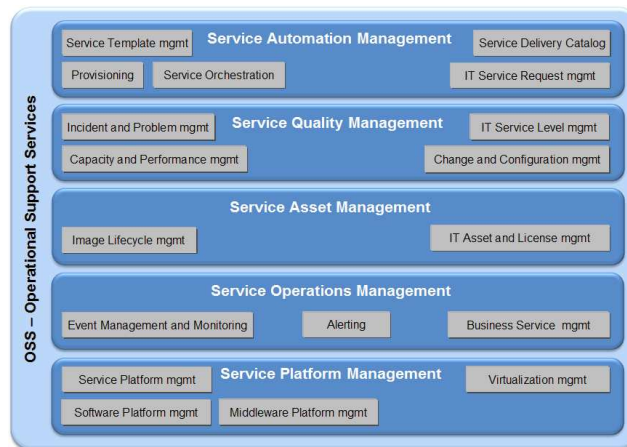 OSS – Operational Support Services
Service Automation Management
Service Template mgmt
Service Delivery Catalog
Provisioning
Service Orchestration
IT Service Request mgmt
Service Quality Management
Incident and Problem mgmt
IT Service Level mgmt
Capacity and Performance mgmt
Change and Configuration mgmt
Service Asset Management
Image Lifecycle mgmt
IT Asset and License mgmt
Service Operations Management
Event Management and Monitoring
Alerting
Business Service mgmt
Service Platform Management
Service Platform mgmt
Virtualization mgmt
Software Platform mgmt
Middleware Platform mgmt